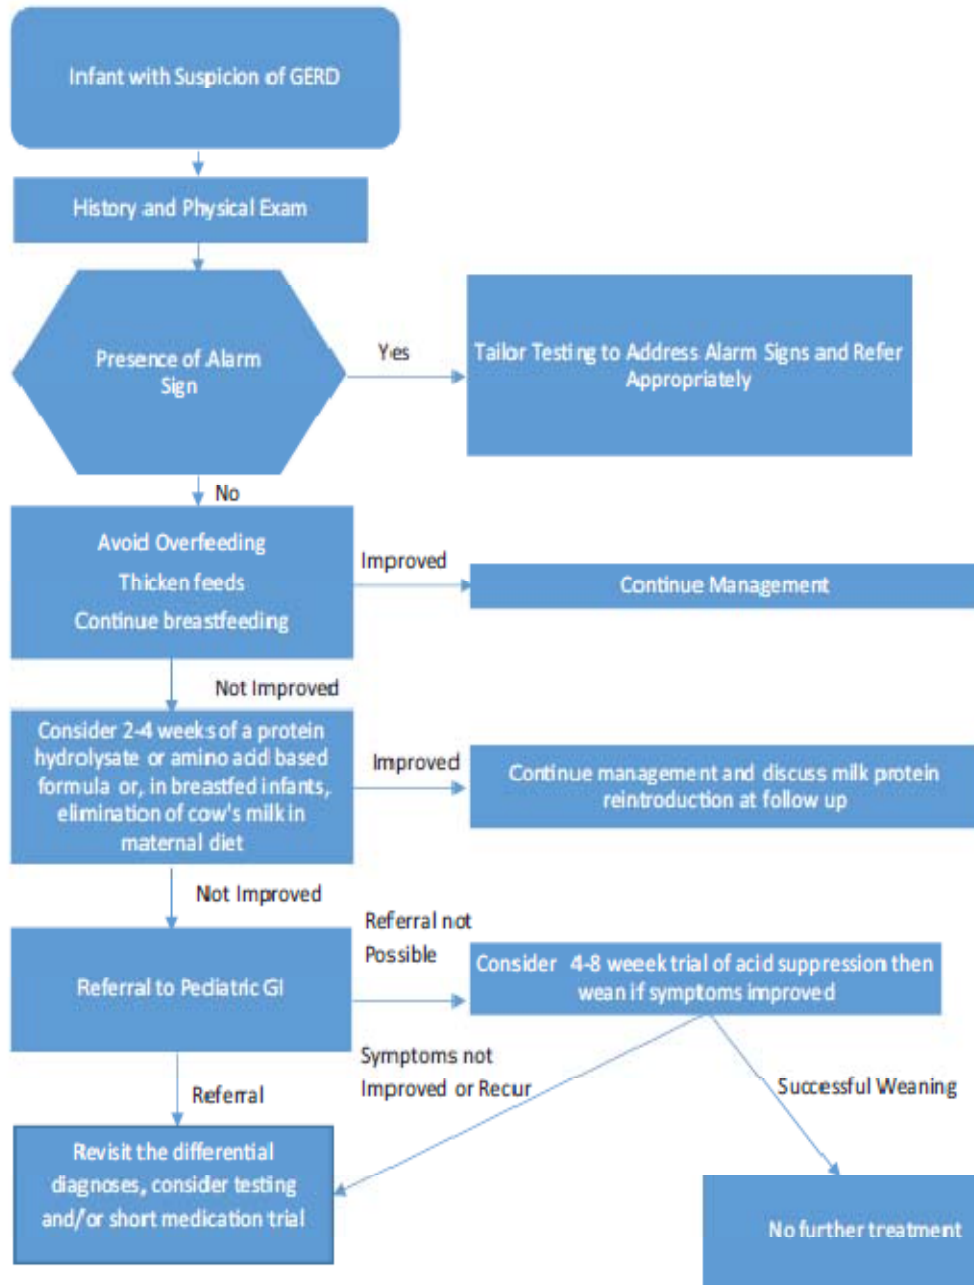 Infant with Suspicion of GERD
History and Physical Exam
Presence of Alarm
Sign
Yes
Tailor Testing to Address Alarm Signs and Refer
Appropriately
No
Avoid Overfeeding
Thicken feeds
Continue breastfeeding
Improved
Continue Management
Not Improved
Consider 2-4 weeks of a protein
hydrolysate or amino acid based
formula or, in breastfed infants,
elimination of cow's milk in
maternal diet
Improved
Continue management and discuss milk protein
reintroduction at follow up
Not Improved
Referral to Pediatric GI
Referral not
Possible
Consider 4-8 weeek trial of acid suppression then
wean if symptoms improved
Symptoms not
Improved or Recur
Referral
Successful Weaning
Revisit the differential
diagnoses, consider testing
and/or short medication trial
No further treatment